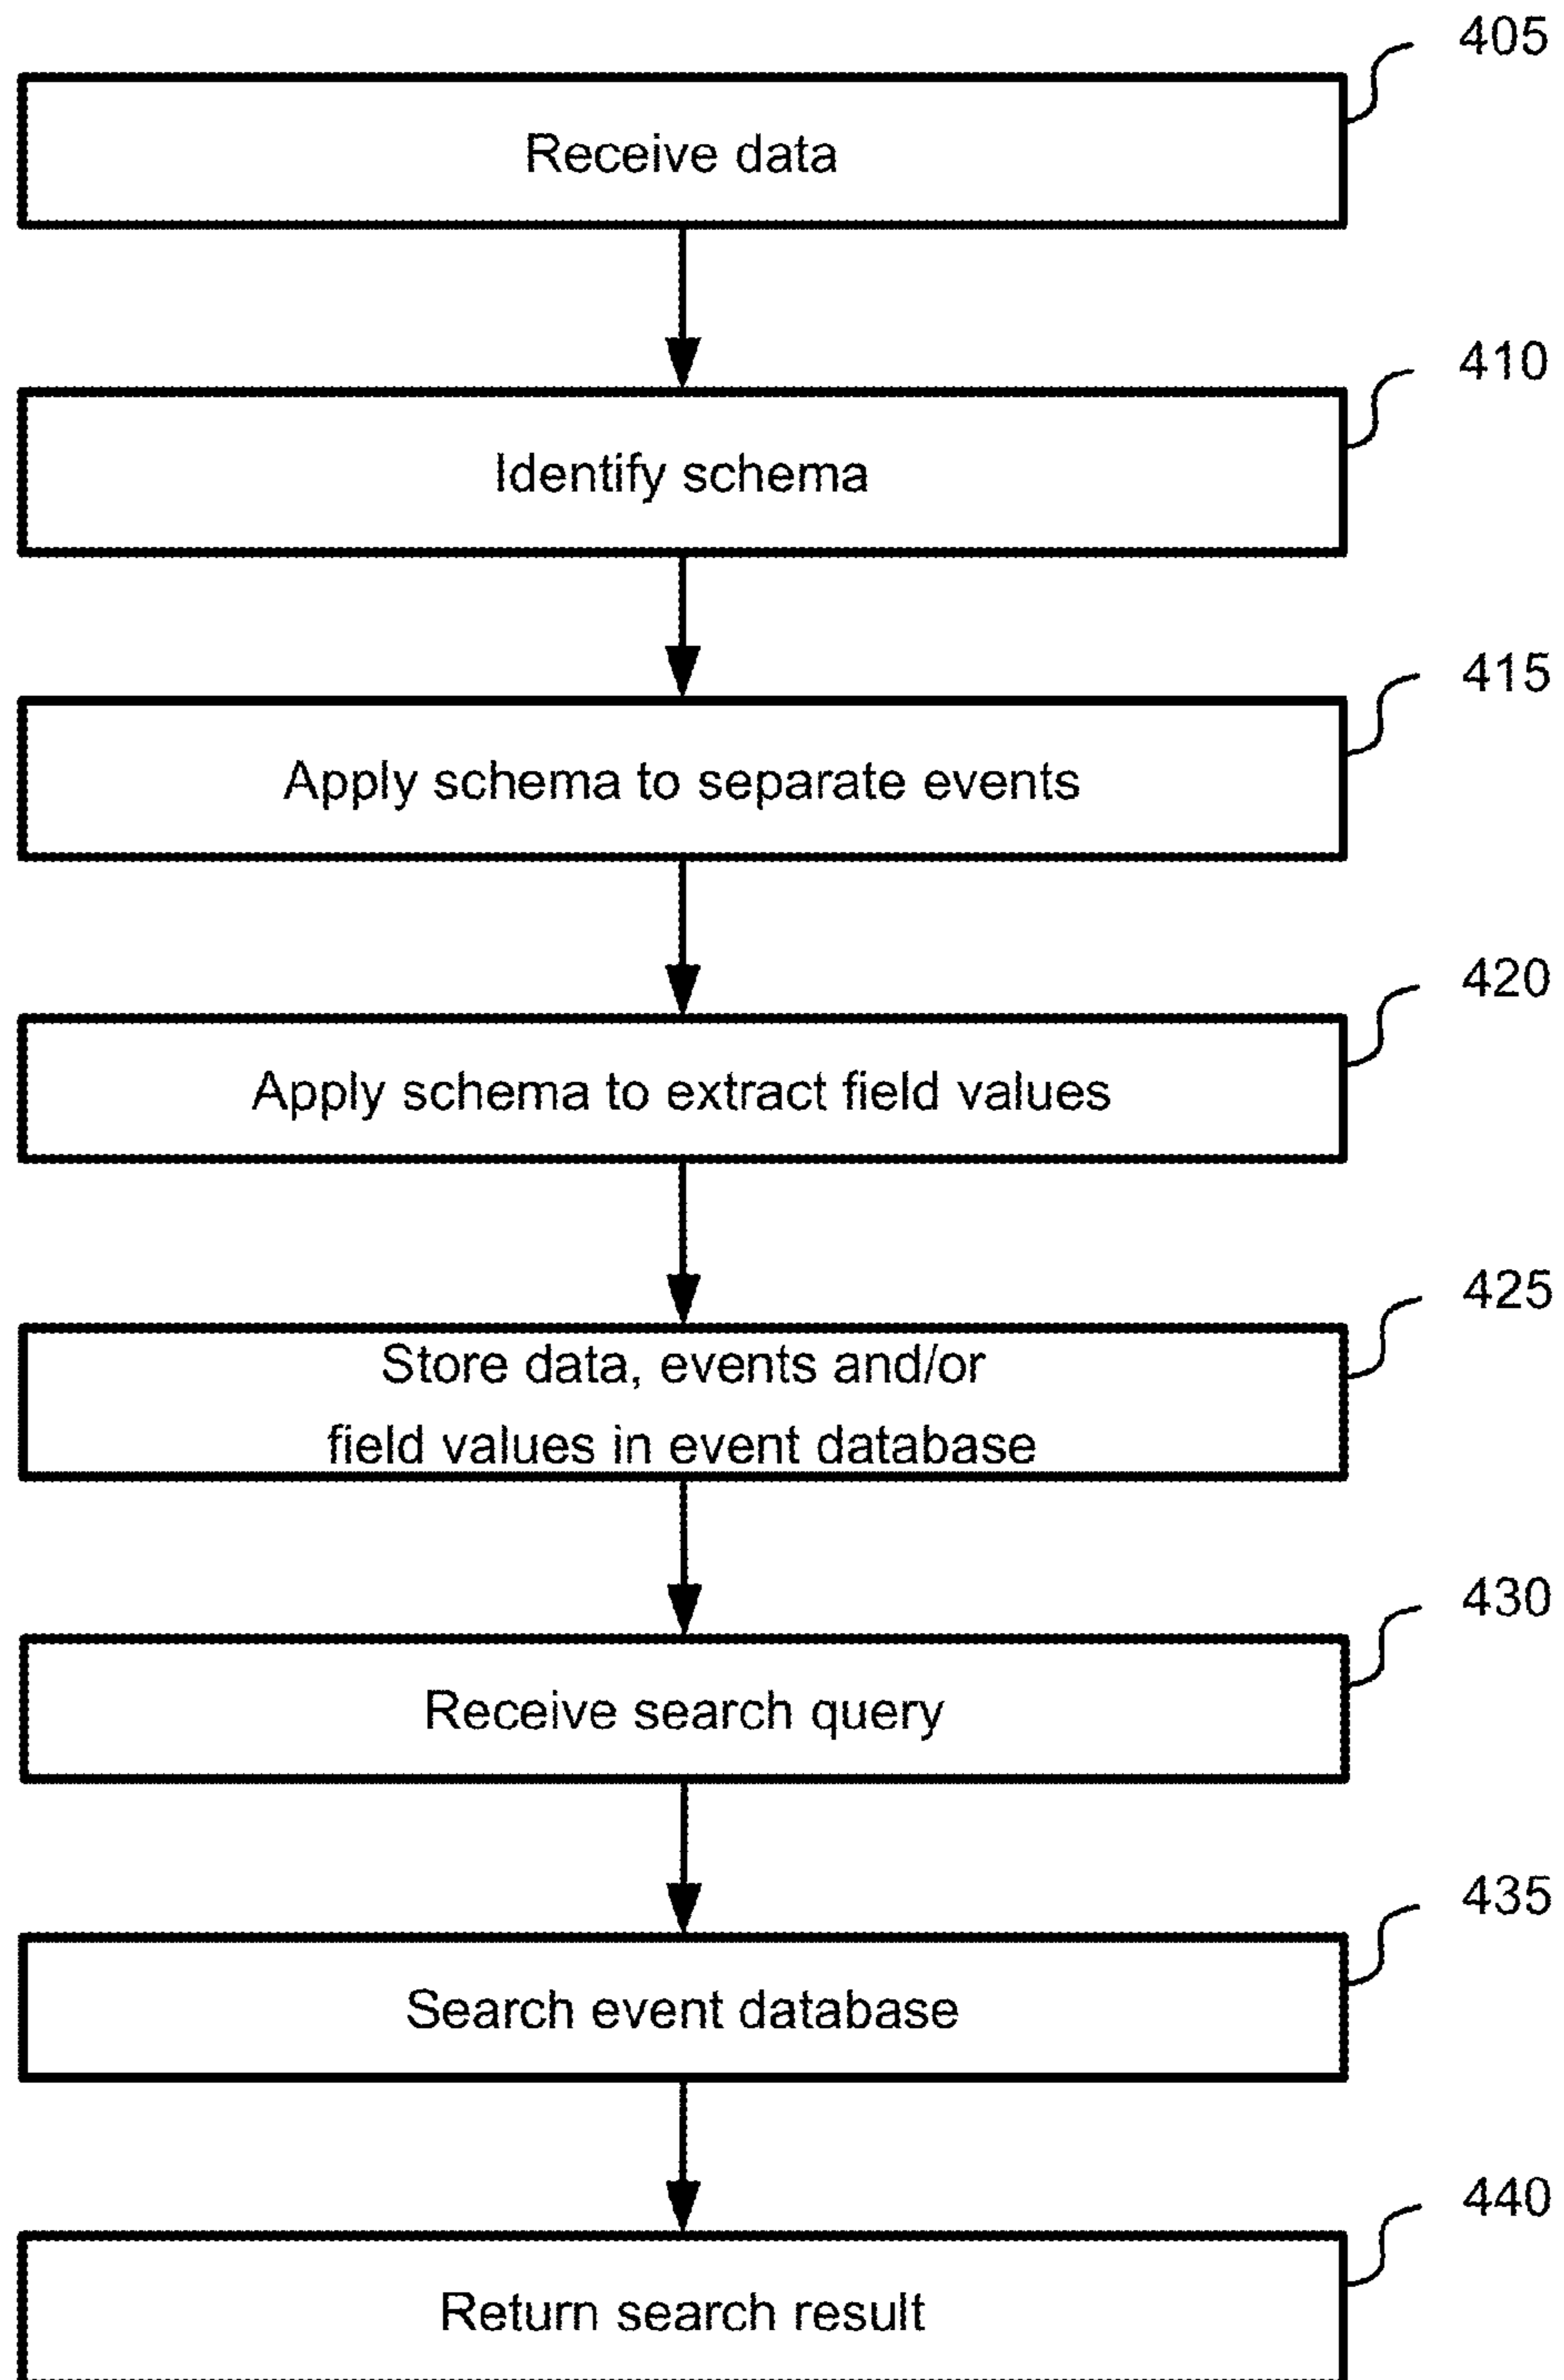 405
Receive data
410
Identify schema
415
Apply schema to separate events
420
Apply schema to extract field values
425
Store data, events and/or
field values in event database
430
Receive search query
435
Search event database
440
Return search result